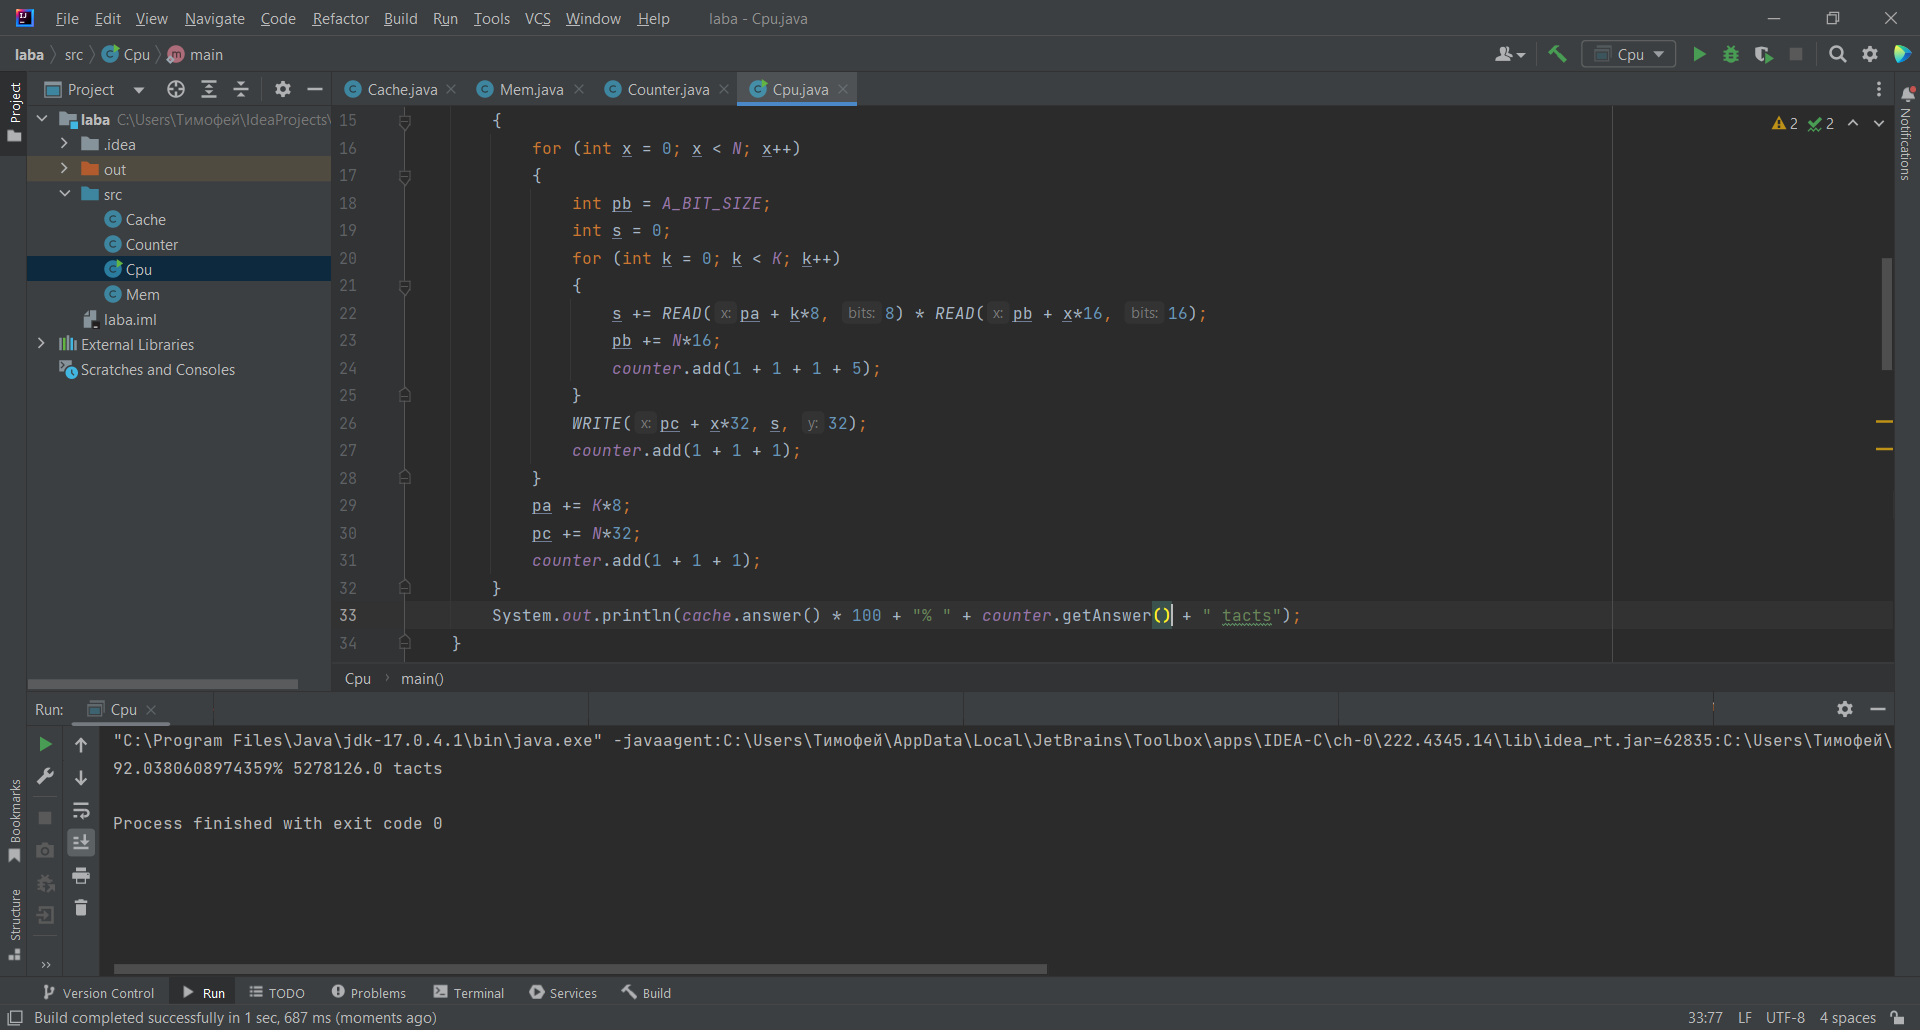 File Edit View Navigate Code Refactor Build Run Tools VCS Window Help laba - Cpu.java
laba src Cpu main
Cpu
Project
Project
Cache.java Mem.java Counter.java Cpu.java
laba C:\Users\Тимофей\IdeaProjects\
.idea
out
src
Cache
Counter
Cpu
Mem
laba.iml
External Libraries
Scratches and Consoles
2 2
Notifications
15 {
16 for (int x = 0; x < N; x++)
17 {
18 int pb = A_BIT_SIZE;
19 int s = 0;
20 for (int k = 0; k < K; k++)
21 {
22 s += READ( x: pa + k*8, bits: 8) * READ( x: pb + x*16, bits: 16);
23 pb += N*16;
24 counter.add(1 + 1 + 1 + 5);
25 }
26 WRITE( x: pc + x*32, s, y: 32);
27 counter.add(1 + 1 + 1);
28 }
29 pa += K*8;
30 pc += N*32;
31 counter.add(1 + 1 + 1);
32 }
33 System.out.println(cache.answer() * 100 + "% " + counter.getAnswer() + " tacts");
34 }
Cpu main()
Run: Cpu
"C:\Program Files\Java\jdk-17.0.4.1\bin\java.exe" -javaagent:C:\Users\Тимофей\AppData\Local\JetBrains\Toolbox\apps\IDEA-C\ch-0\222.4345.14\lib\idea_rt.jar=62835:C:\Users\Тимофей\
92.0380608974359% 5278126.0 tacts
Process finished with exit code 0
Bookmarks
Structure
Version Control Run TODO Problems Terminal Services Build
Build completed successfully in 1 sec, 687 ms (moments ago) 33:77 LF UTF-8 4 spaces